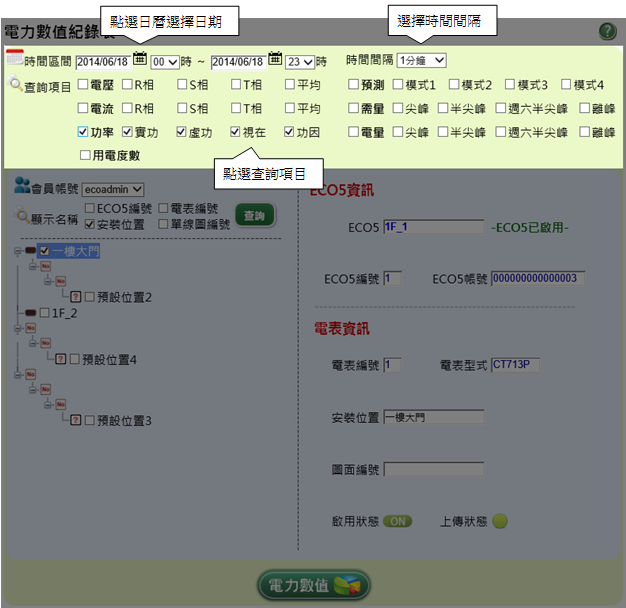 點選日曆選擇日期
選擇時間間隔
電力數值紀錄
?
時間區間 2014/06/18 00 時 ~ 2014/06/18 23 時 時間間隔 1分鐘
查詢項目 電壓 R相 S相 T相 平均 預測 模式1 模式2 模式3 模式4
電流 R相 S相 T相 平均 需量 尖峰 半尖峰 週六半尖峰 離峰
功率 實功 虛功 視在 功因 電量 尖峰 半尖峰 週六半尖峰 離峰
用電度數
點選查詢項目
會員帳號 ecoadmin
顯示名稱 ECO5編號 電表編號
安裝位置 單線圖編號
查詢
一樓大門
No
No
? 預設位置2
1F_2
No
No
? 預設位置4
No
No
No
? 預設位置3
ECO5資訊
ECO5 1F_1 -ECO5已啟用-
ECO5編號 1 ECO5帳號 000000000000003
電表資訊
電表編號 1 電表型式 CT713P
安裝位置 一樓大門
圖面編號
啟用狀態 ON 上傳狀態
電力數值